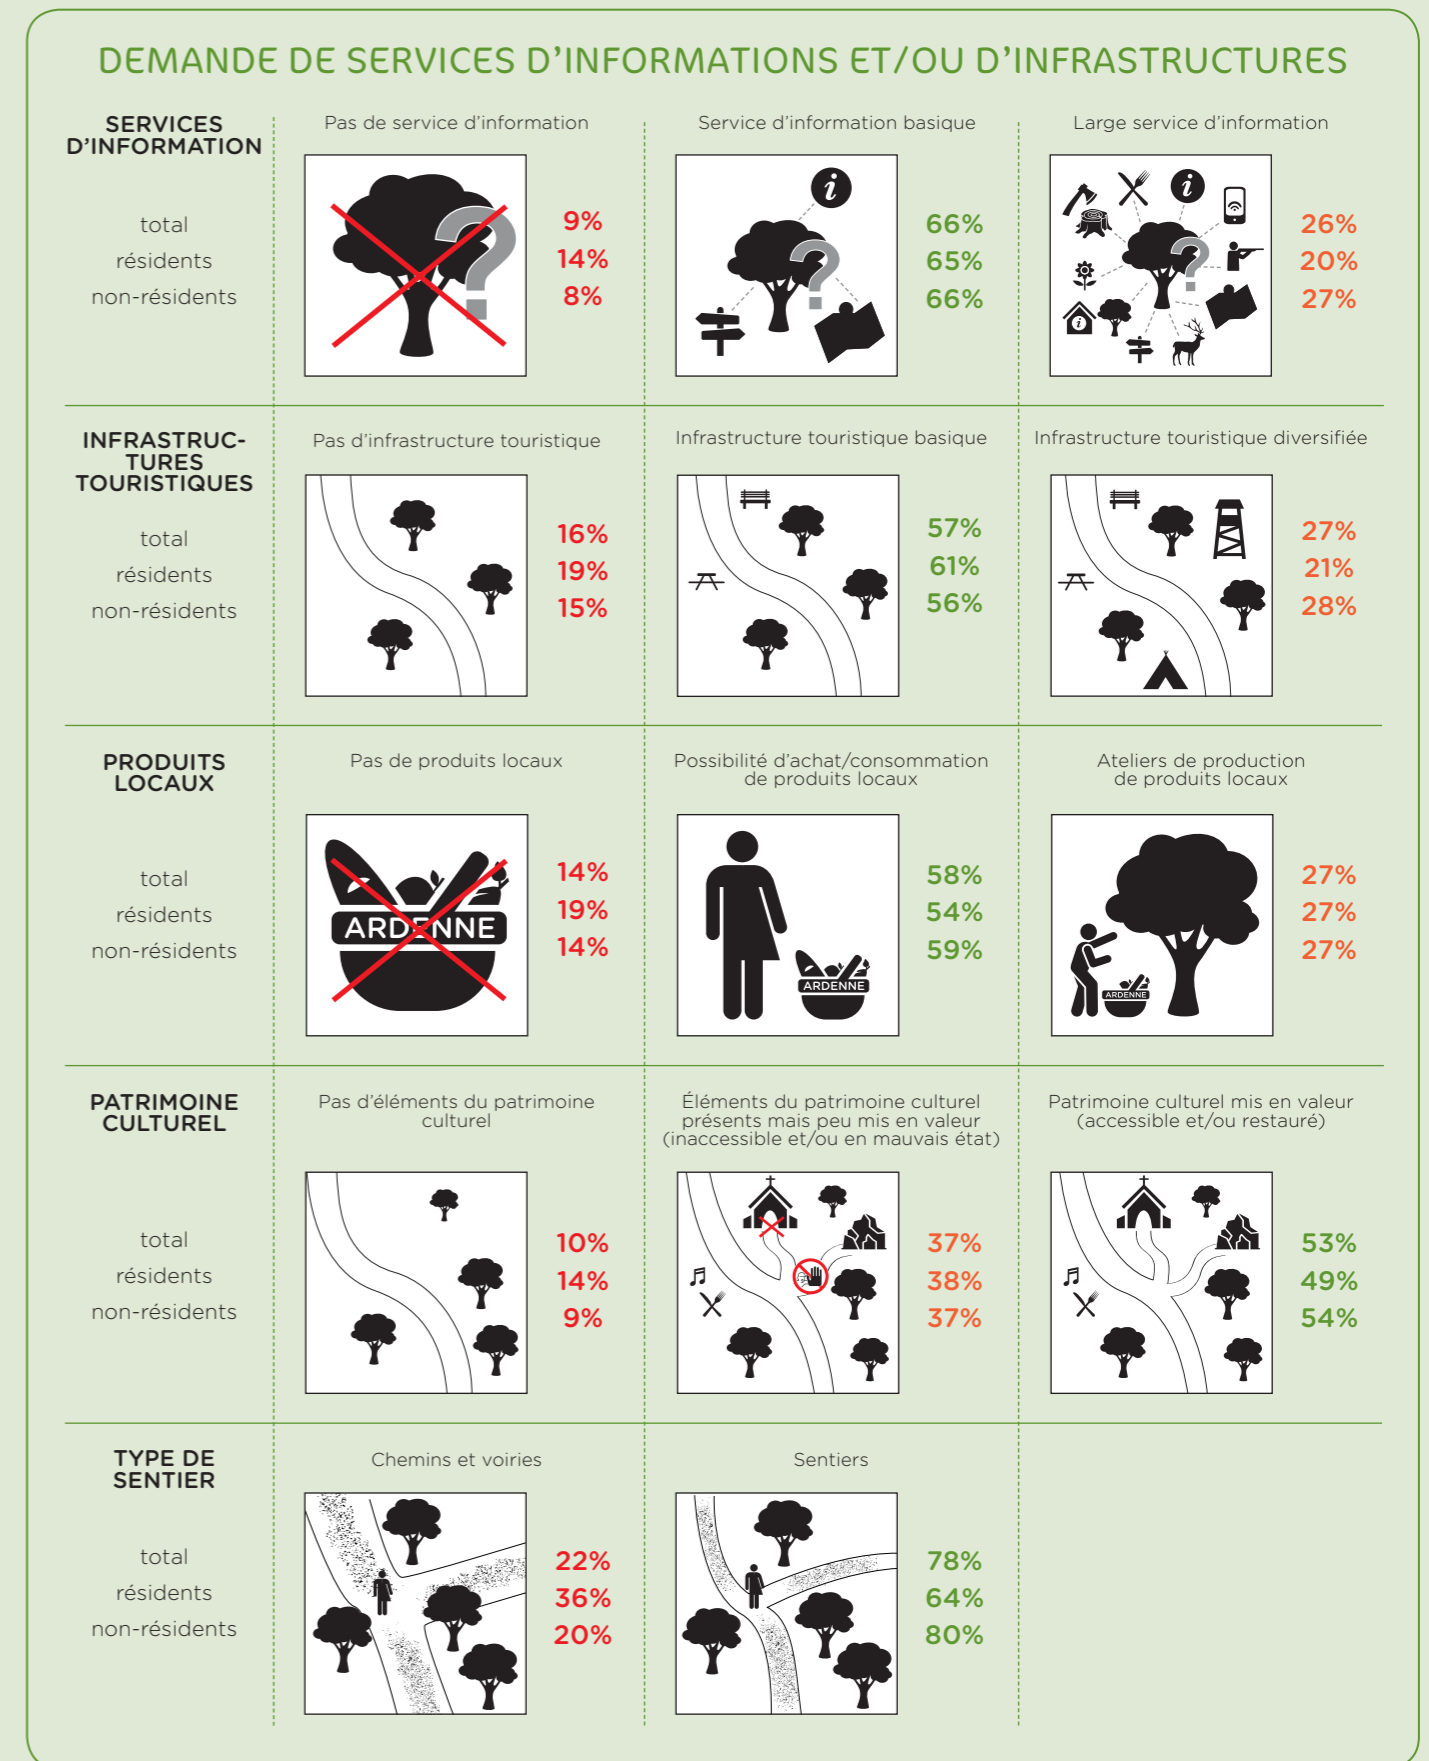 DEMANDE DE SERVICES D'INFORMATIONS ET/OU D'INFRASTRUCTURES
SERVICES
D'INFORMATION
total
résidents
non-résidents
Pas de service d'information
9%
14%
8%
Service d'information basique
i
?
66%
65%
66%
Large service d'information
i
?
i
26%
20%
27%
INFRASTRUC-
TURES
TOURISTIQUES
total
résidents
non-résidents
Pas d'infrastructure touristique
16%
19%
15%
Infrastructure touristique basique
57%
61%
56%
Infrastructure touristique diversifiée
27%
21%
28%
PRODUITS
LOCAUX
total
résidents
non-résidents
Pas de produits locaux
ARDENNE
14%
19%
14%
Possibilité d'achat/consommation
de produits locaux
ARDENNE
58%
54%
59%
Ateliers de production
de produits locaux
ARDENNE
27%
27%
27%
PATRIMOINE
CULTUREL
total
résidents
non-résidents
Pas d'éléments du patrimoine
culturel
10%
14%
9%
Éléments du patrimoine culturel
présents mais peu mis en valeur
(inaccessible et/ou en mauvais état)
37%
38%
37%
Patrimoine culturel mis en valeur
(accessible et/ou restauré)
53%
49%
54%
TYPE DE
SENTIER
total
résidents
non-résidents
Chemins et voiries
22%
36%
20%
Sentiers
78%
64%
80%